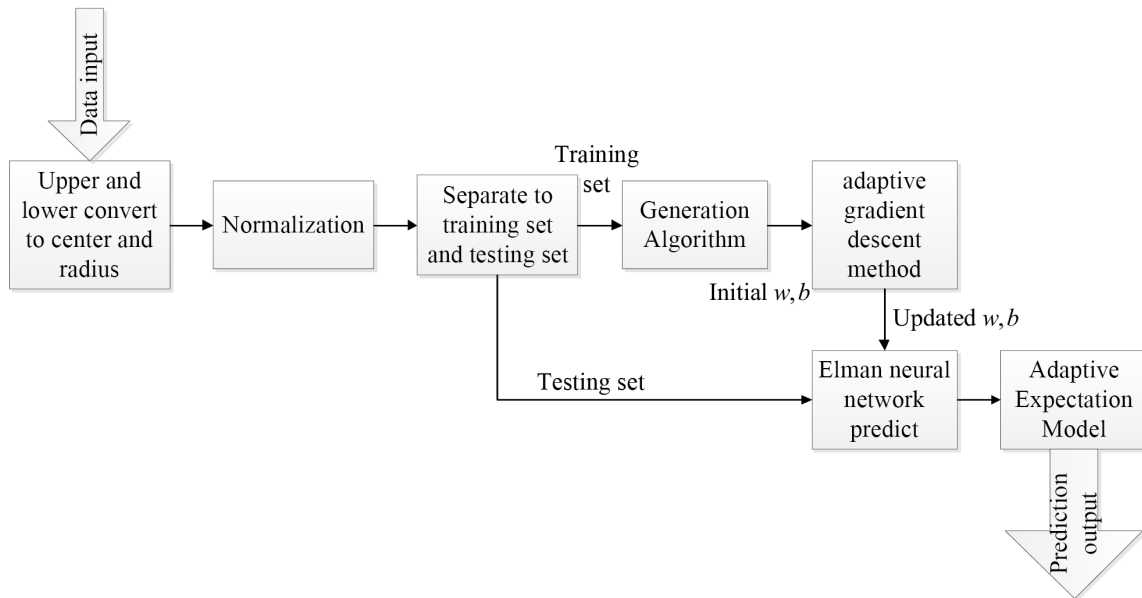 Data input
Upper and
lower convert
to center and
radius
Normalization
Separate to
training set
and testing set
Training
set
Generation
Algorithm
adaptive
gradient
descent
method
Initial w, b
Updated w, b
Testing set
Elman neural
network
predict
Adaptive
Expectation
Model
Prediction
output